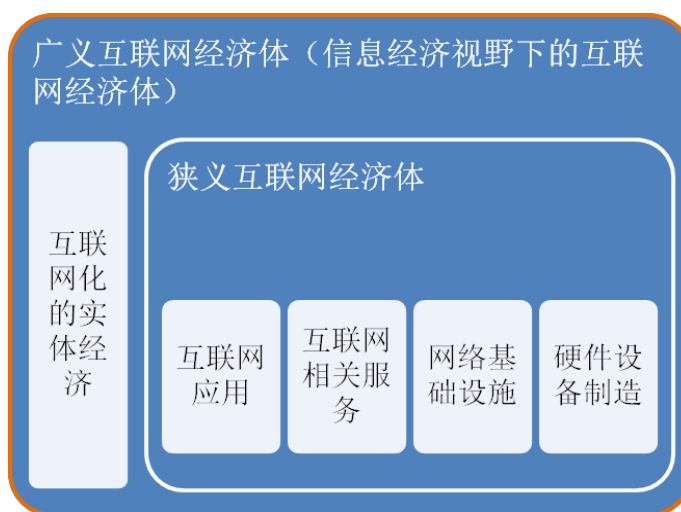 广义互联网经济体（信息经济视野下的互联
网经济体）
狭义互联网经济体
互联
网化
的实
体经
济
互联网
应用
互联网
相关服
务
网络基
础设施
硬件设
备制造